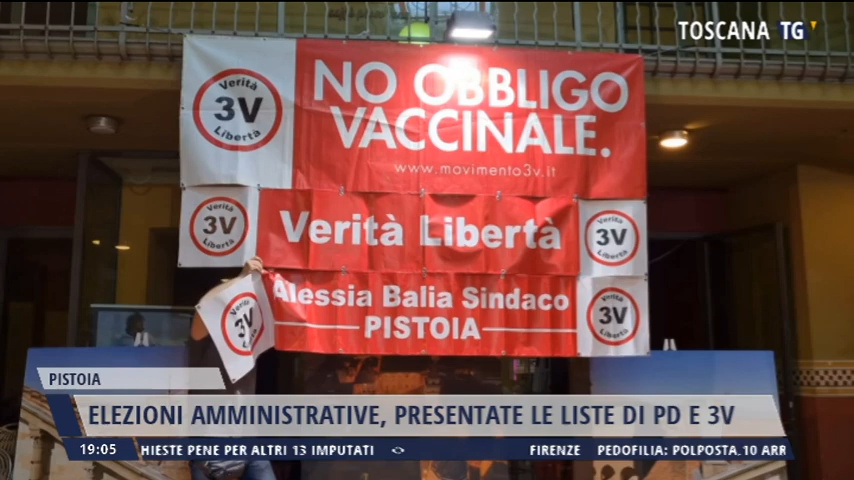 TOSCANA TG
Verità
3V
Libertà
NO OBBLIGO
VACCINALE.
www.movimento3v.it
Verità
3V
Libertà
Verità Libertà
Verità
3V
Libertà
Verità
3V
Alessia Balia Sindaco
PISTOIA
Verità
3V
Libertà
PISTOIA
ELEZIONI AMMINISTRATIVE, PRESENTATE LE LISTE DI PD E 3V
19:05 HIESTE PENE PER ALTRI 13 IMPUTATI FIRENZE PEDOFILIA: POLPOSTA, 10 ARR